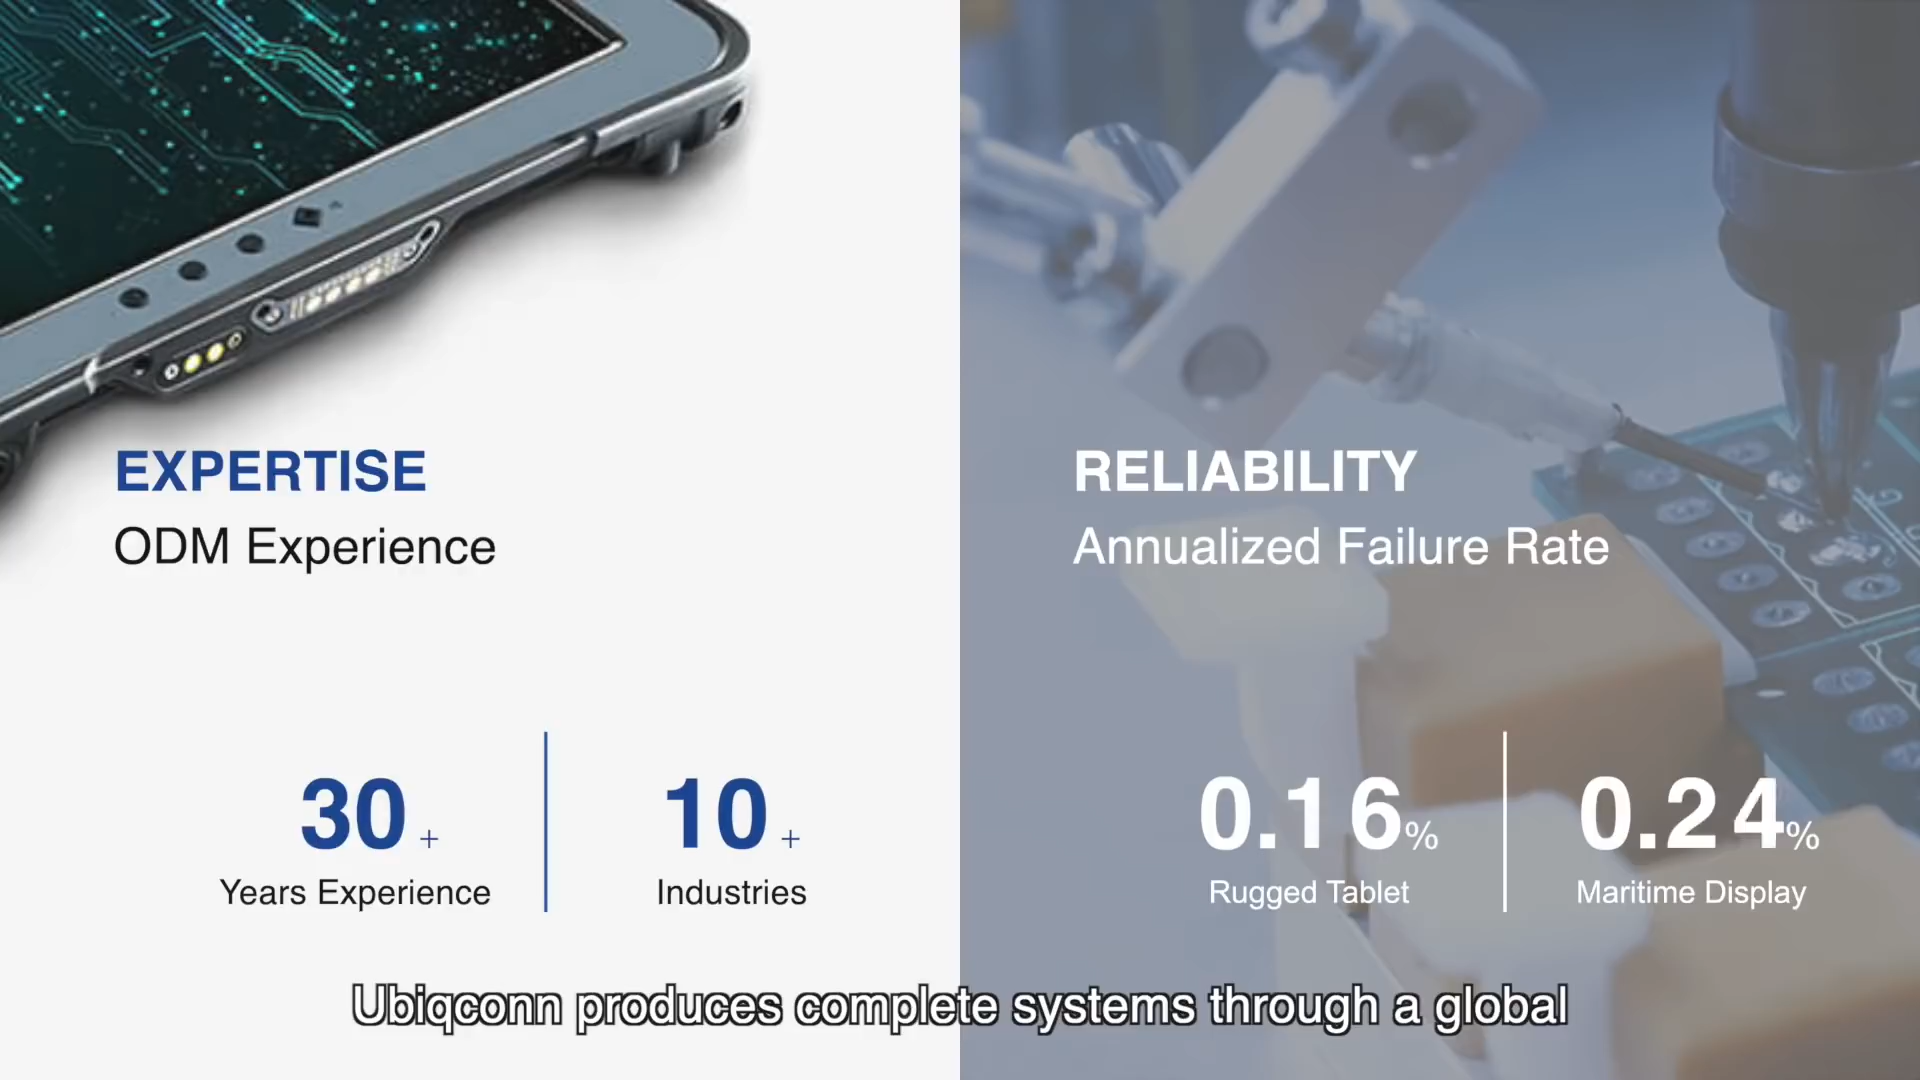 EXPERTISE
ODM Experience
30 +
Years Experience
10 +
Industries
RELIABILITY
Annualized Failure Rate
0.16%
Rugged Tablet
0.24%
Maritime Display
Ubiqconn produces complete systems through a global